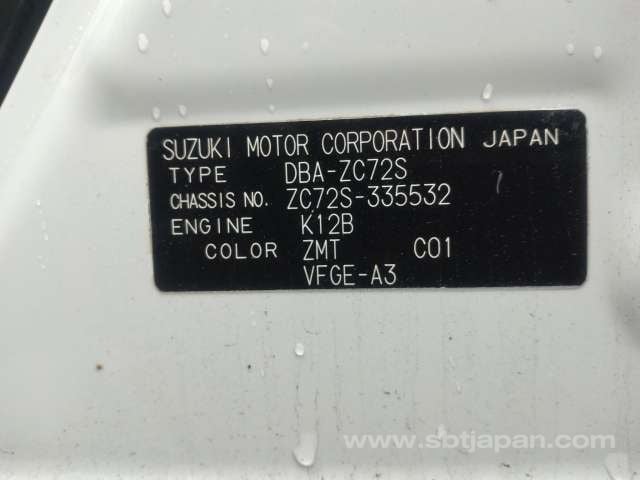 SUZUKI MOTOR CORPORATION JAPAN
TYPE DBA-ZC72S
CHASSIS NO. ZC72S-335532
ENGINE K12B
COLOR ZMT C01
VFGE-A3
www.sbtjapan.com